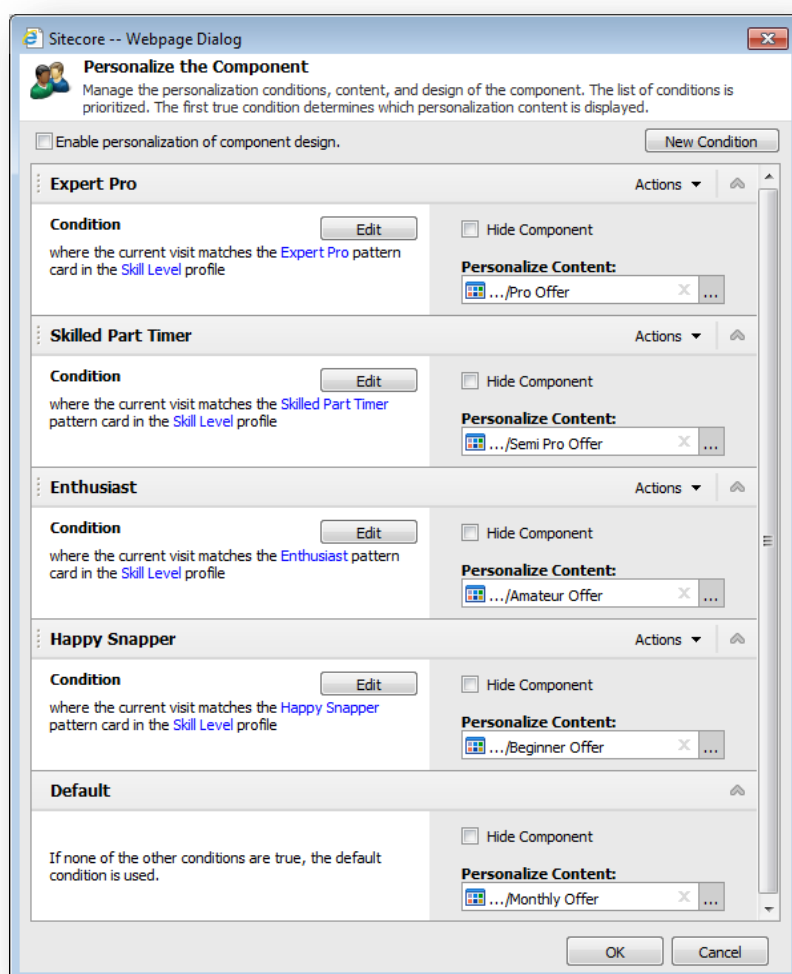 Sitecore -- Webpage Dialog
Personalize the Component
Manage the personalization conditions, content, and design of the component. The list of conditions is
prioritized. The first true condition determines which personalization content is displayed.
Enable personalization of component design.
New Condition
Expert Pro
Actions
Condition
Edit
where the current visit matches the Expert Pro pattern
card in the Skill Level profile
Hide Component
Personalize Content:
.../Pro Offer
...
Skilled Part Timer
Actions
Condition
Edit
where the current visit matches the Skilled Part Timer
pattern card in the Skill Level profile
Hide Component
Personalize Content:
.../Semi Pro Offer
...
Enthusiast
Actions
Condition
Edit
where the current visit matches the Enthusiast pattern
card in the Skill Level profile
Hide Component
Personalize Content:
.../Amateur Offer
...
Happy Snapper
Actions
Condition
Edit
where the current visit matches the Happy Snapper
pattern card in the Skill Level profile
Hide Component
Personalize Content:
.../Beginner Offer
...
Default
If none of the other conditions are true, the default
condition is used.
Hide Component
Personalize Content:
.../Monthly Offer
...
OK
Cancel